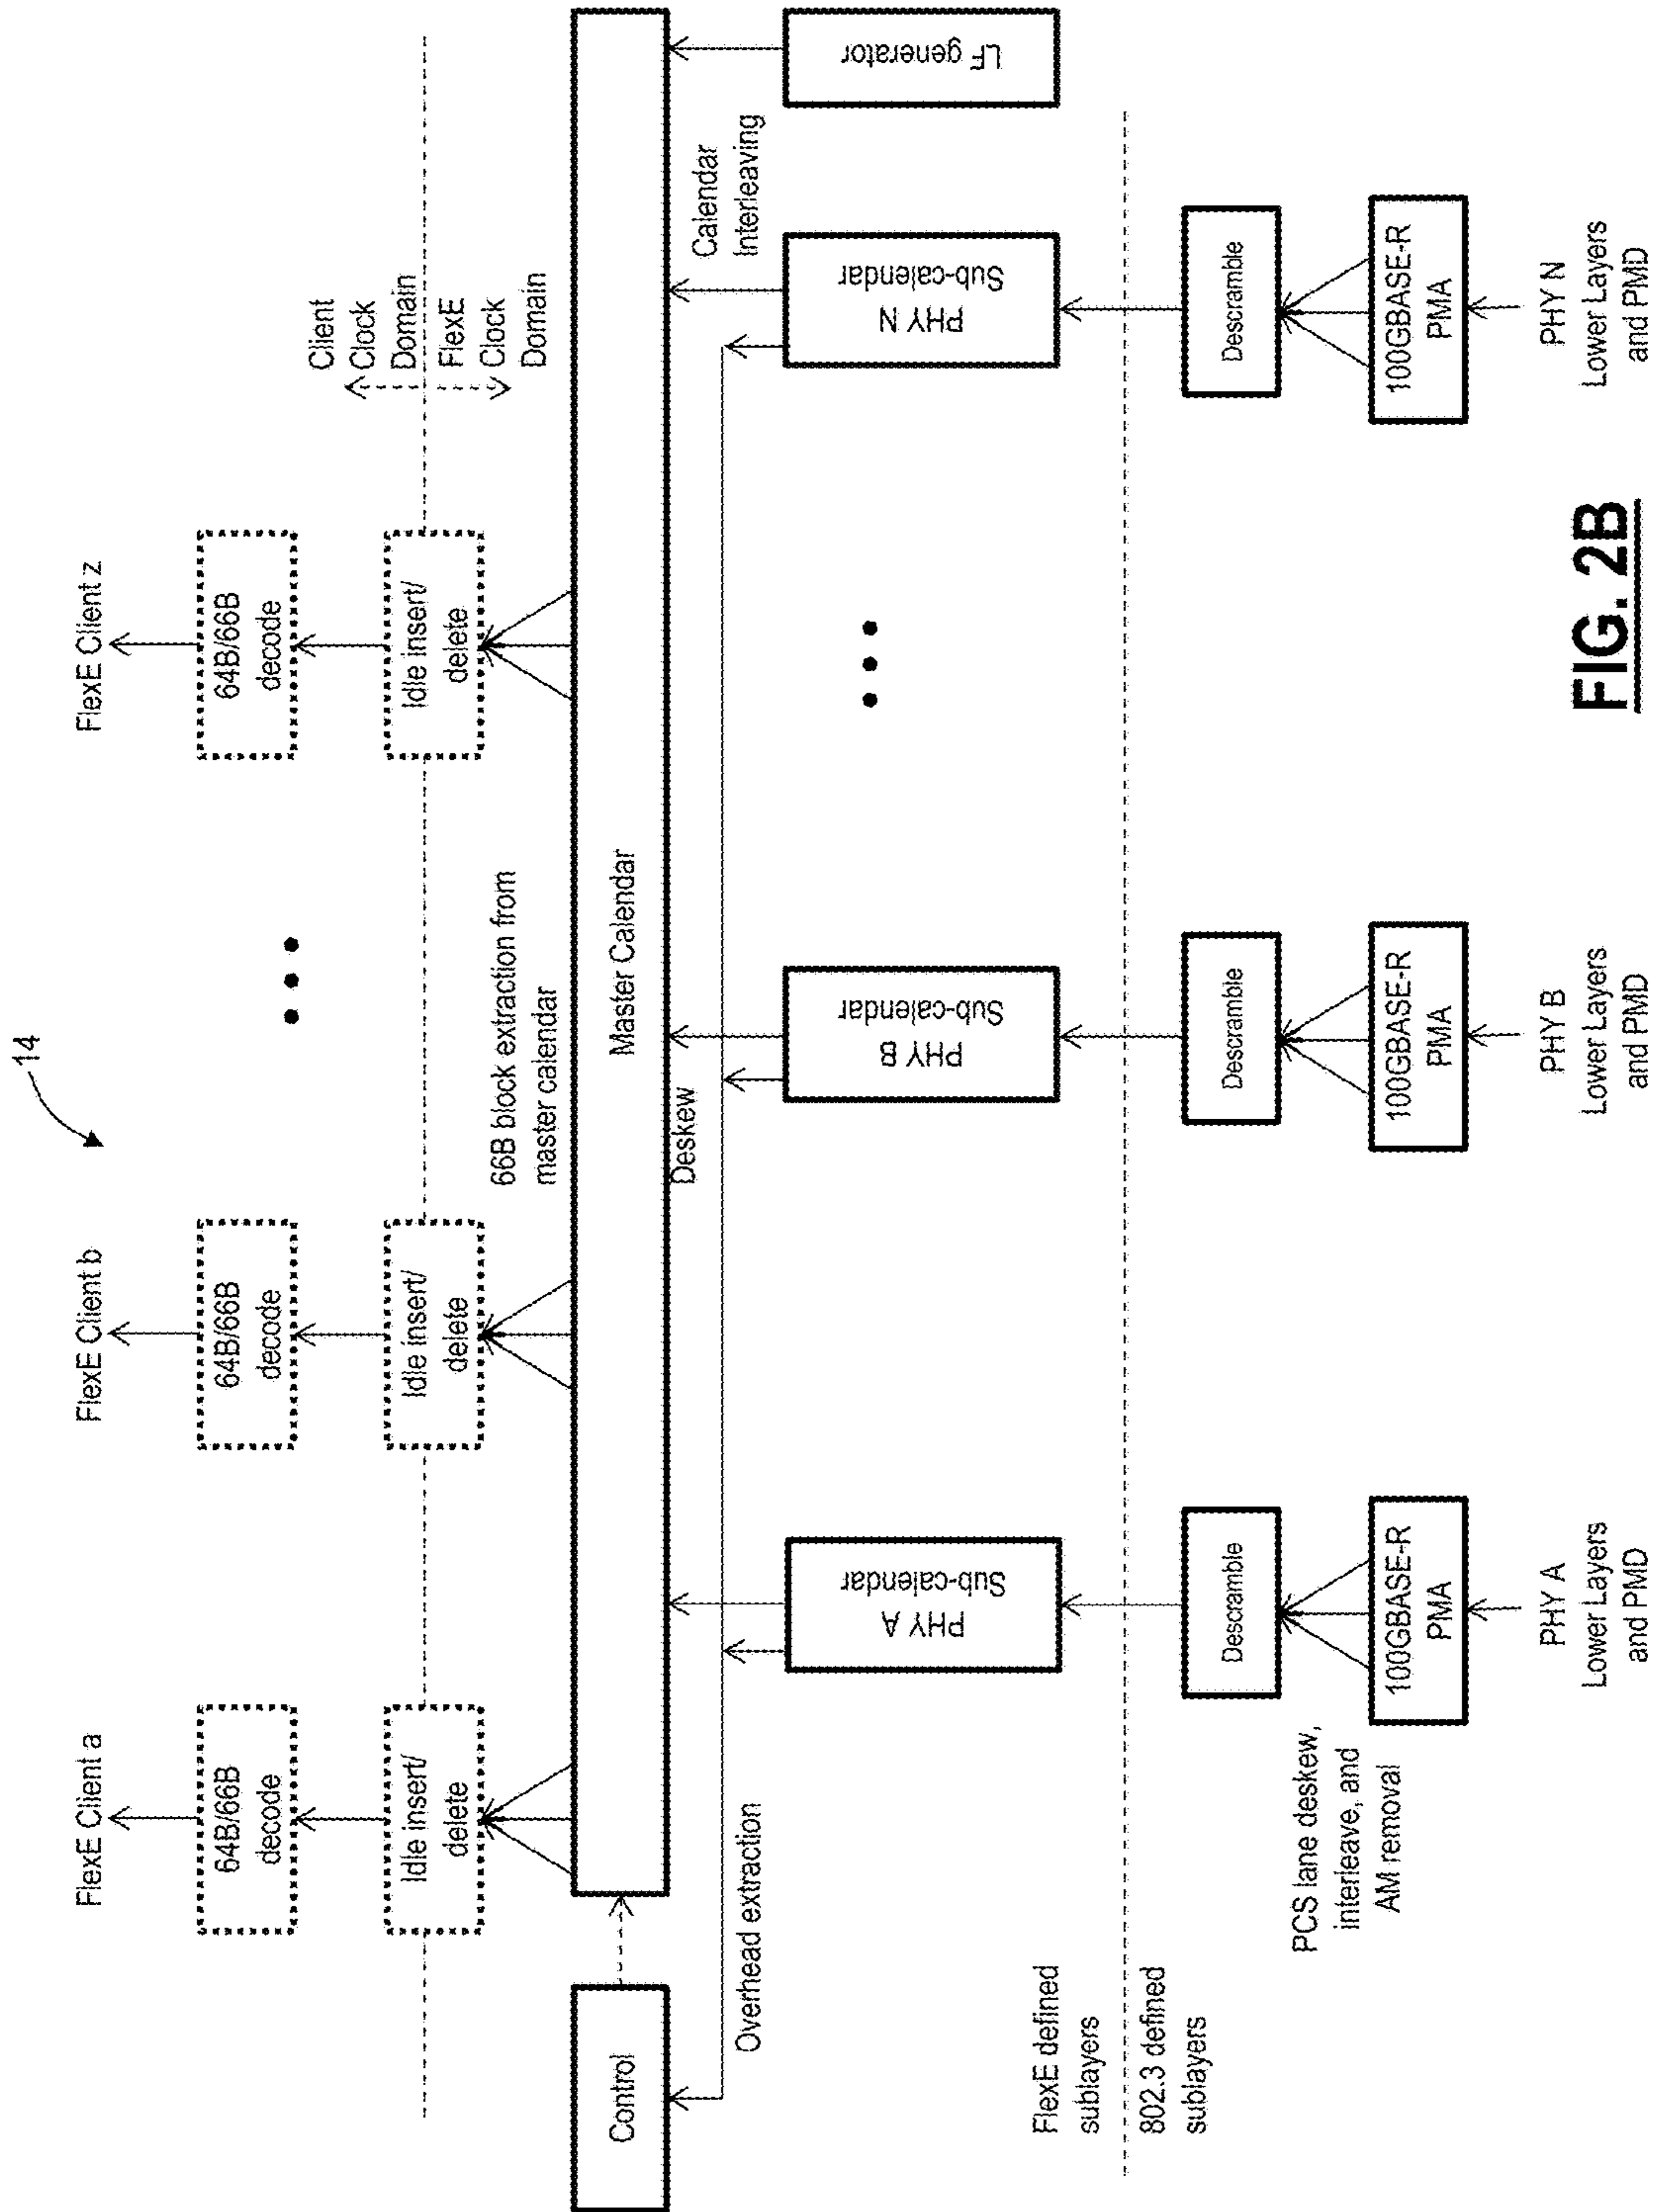 14
FlexE Client a
FlexE Client b
FlexE Client z
64B/66B
decode
64B/66B
decode
64B/66B
decode
Client
Clock
Domain
Idle insert/
delete
Idle insert/
delete
Idle insert/
delete
FlexE
Clock
Domain
66B block extraction from
master calendar
Control
Master Calendar
Deskew
Calendar
Interleaving
Overhead extraction
PHY A
Sub-calendar
PHY B
Sub-calendar
PHY N
Sub-calendar
LF generator
FlexE defined
sublayers
802.3 defined
sublayers
Descramble
Descramble
Descramble
PCS lane deskew,
interleave, and
AM removal
100GBASE-R
PMA
100GBASE-R
PMA
100GBASE-R
PMA
PHY A
Lower Layers
and PMD
PHY B
Lower Layers
and PMD
PHY N
Lower Layers
and PMD
FIG. 2B